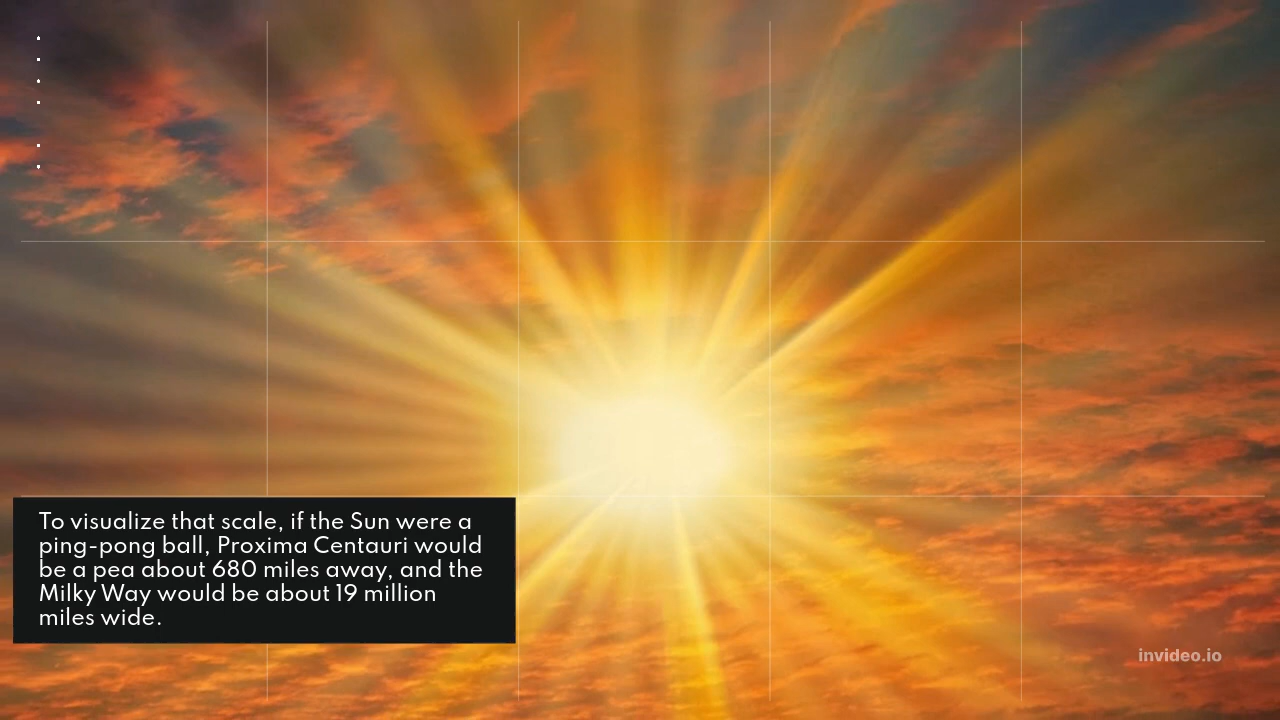 To visualize that scale, if the Sun were a
ping-pong ball, Proxima Centauri would
be a pea about 680 miles away, and the
Milky Way would be about 19 million
miles wide.
invideo.io